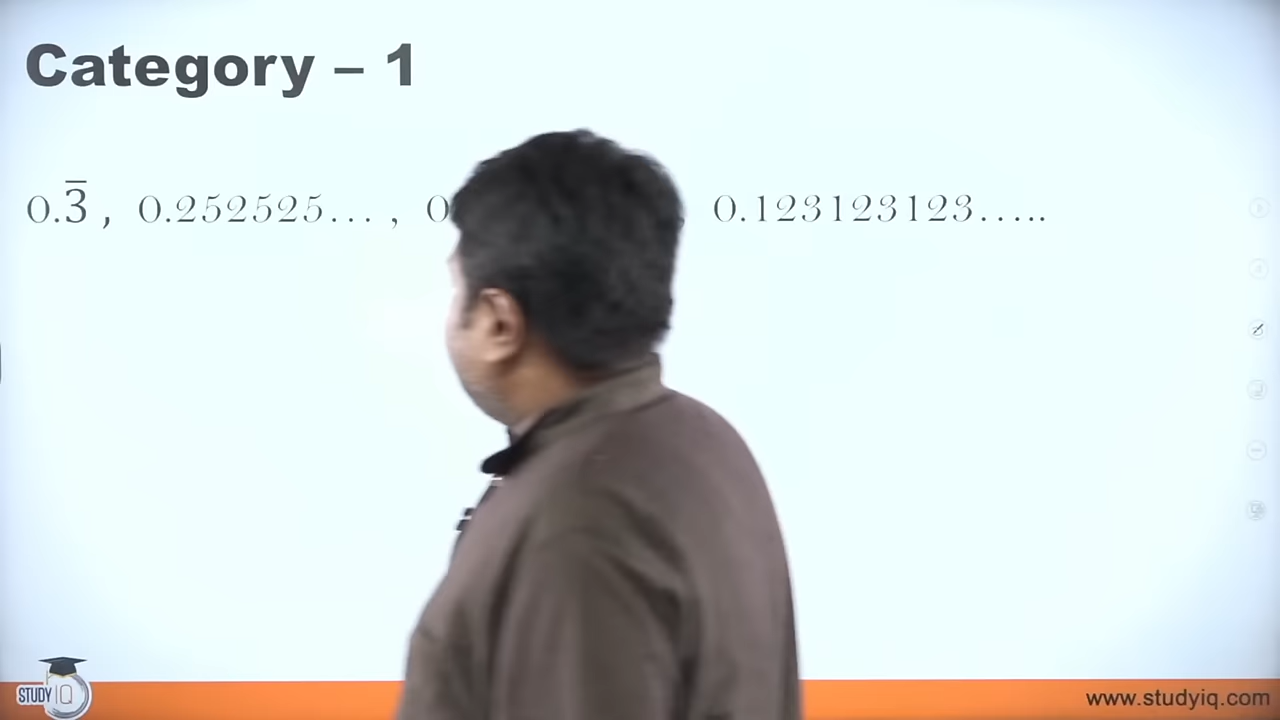 Category – 1
0.3̅ , 0.252525... , 0 , 0.123123123.....
STUDY IQ
www.studyiq.com